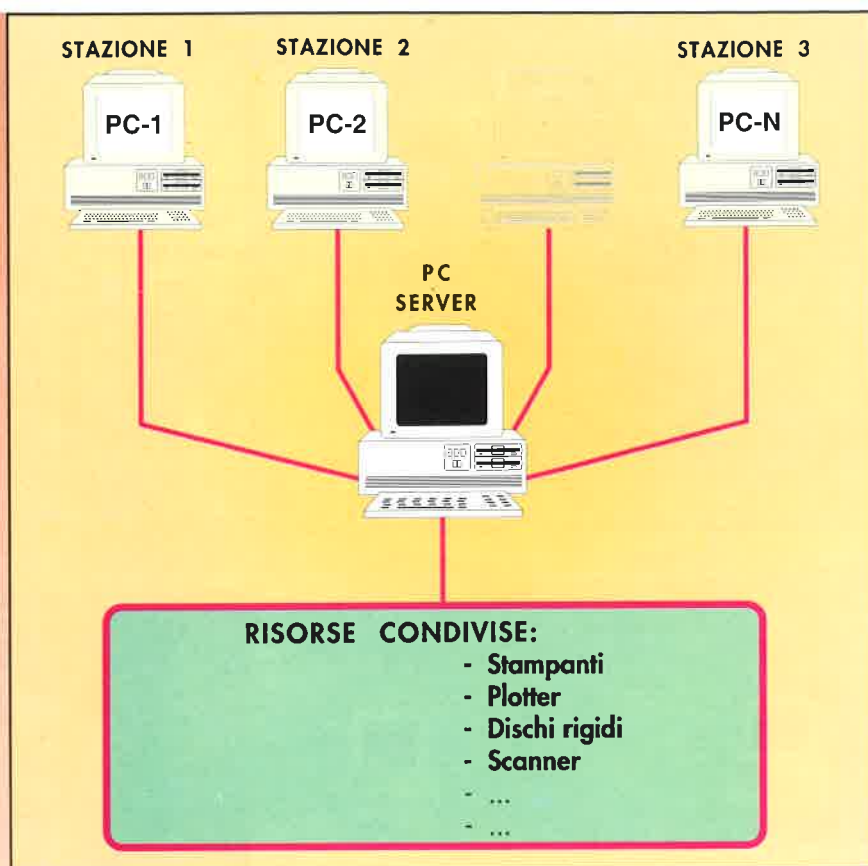 STAZIONE 1
STAZIONE 2
STAZIONE 3
PC-1
PC-2
PC-N
PC
SERVER
RISORSE CONDIVISE:
- Stampanti
- Plotter
- Dischi rigidi
- Scanner
- ...
- ...